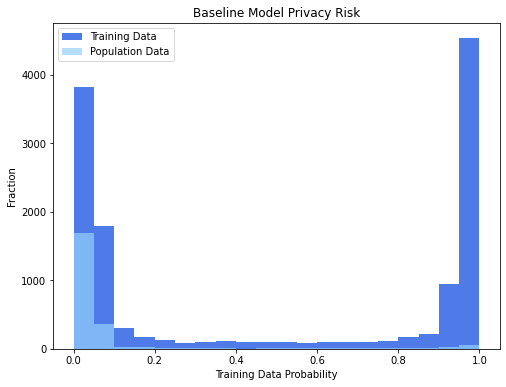 Baseline Model Privacy Risk
Training Data
Population Data
4000
3000
2000
1000
0
Fraction
0.0 0.2 0.4 0.6 0.8 1.0
Training Data Probability